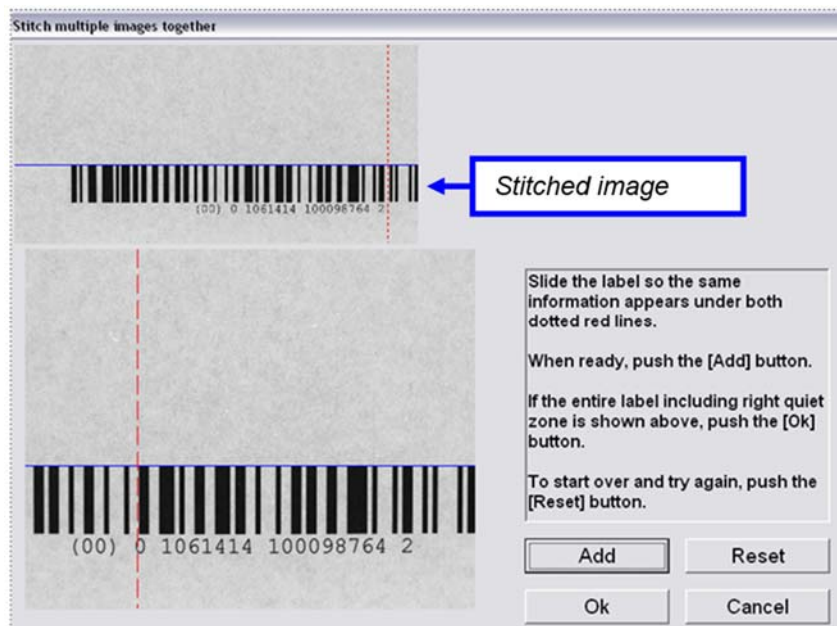 Stitch multiple images together
(00) 0 1061414 100098764 2
Stitched image
(00) 0 1061414 100098764 2
Slide the label so the same
information appears under both
dotted red lines.
When ready, push the [Add] button.
If the entire label including right quiet
zone is shown above, push the [Ok]
button.
To start over and try again, push the
[Reset] button.
Add
Reset
Ok
Cancel